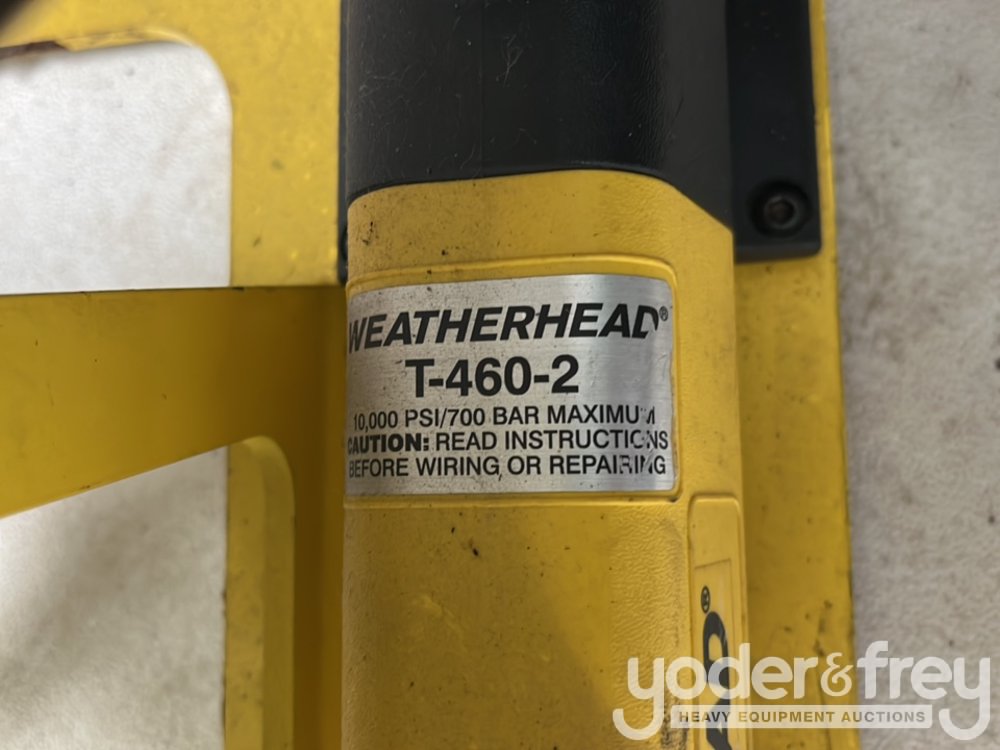 WEATHERHEAD®
T-460-2
10,000 PSI/700 BAR MAXIMUM
CAUTION: READ INSTRUCTIONS
BEFORE WIRING OR REPAIRING
®
yoder&frey
HEAVY EQUIPMENT AUCTIONS